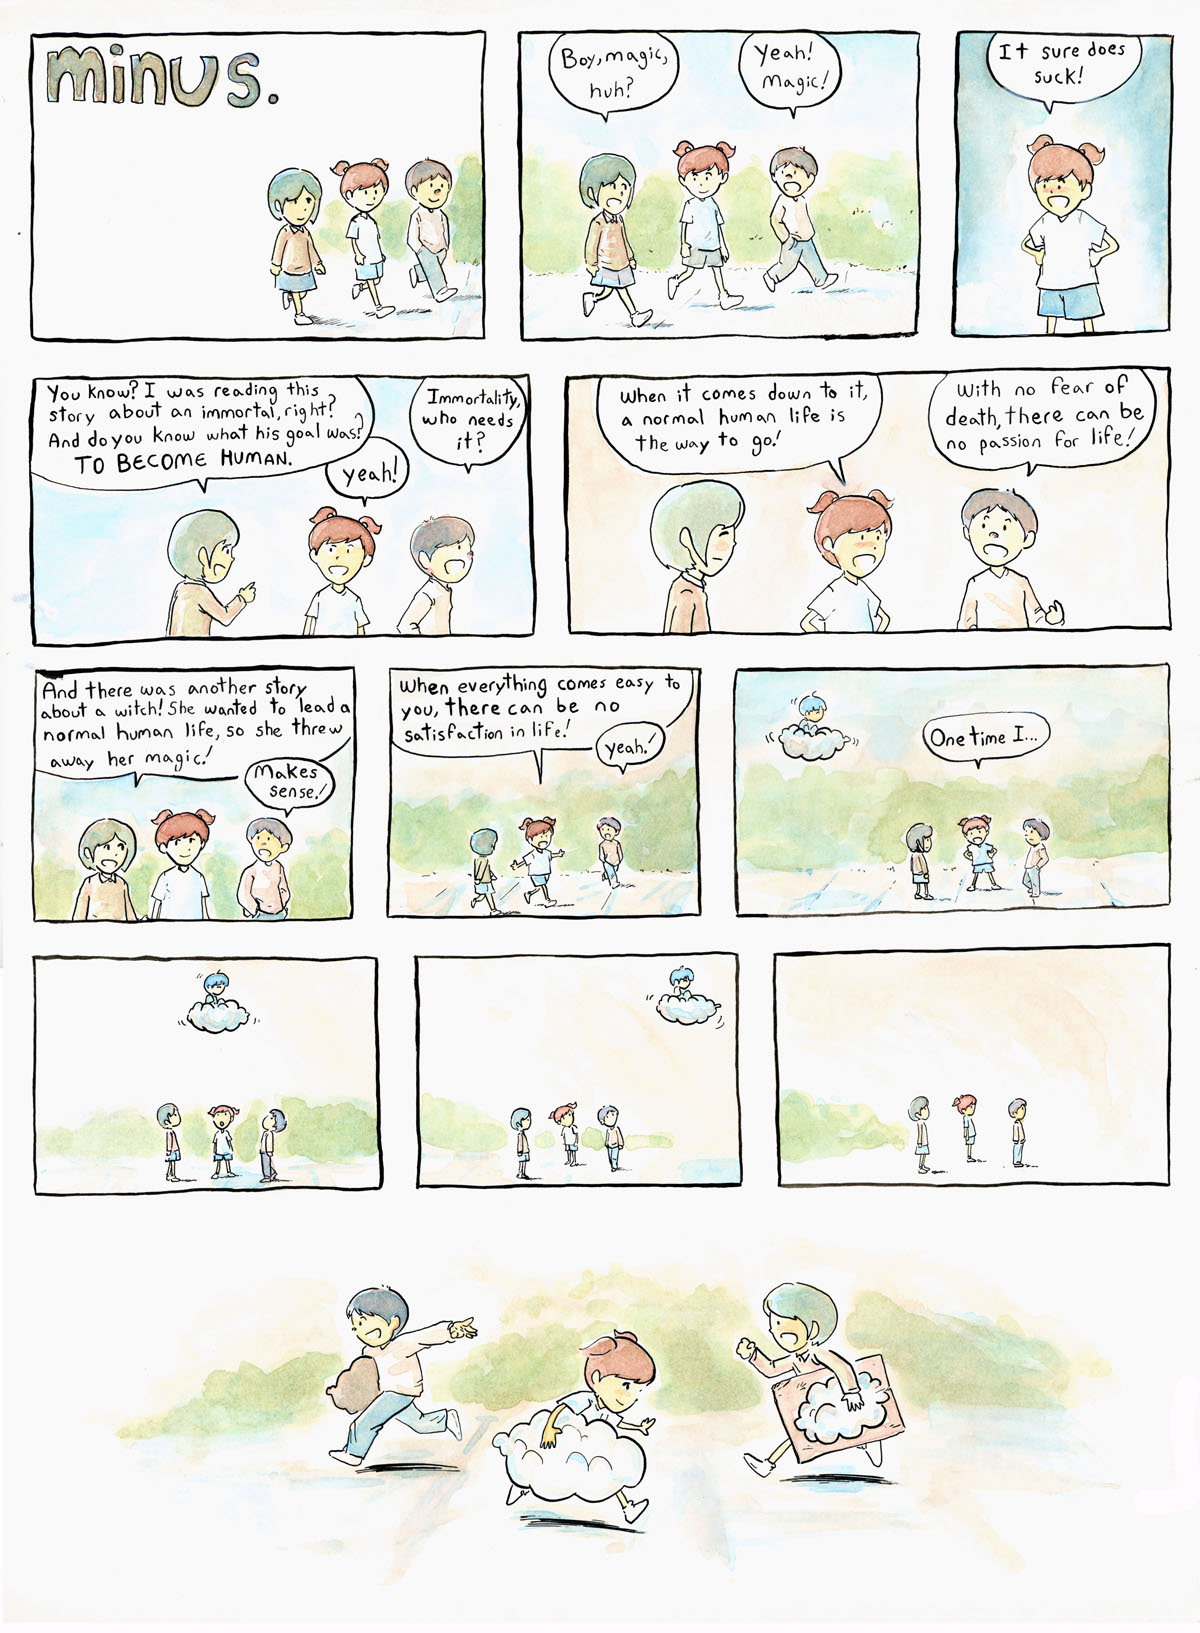 minus.
Boy, magic,
huh?
Yeah!
Magic!
It sure does
suck!
You know? I was reading this
story about an immortal, right?
And do you know what his goal was?
TO BECOME HUMAN.
yeah!
Immortality,
who needs
it?
When it comes down to it,
a normal human life is
the way to go!
With no fear of
death, there can be
no passion for life!
And there was another story
about a witch! She wanted to lead a
normal human life, so she threw
away her magic!
Makes
sense!
When everything comes easy to
you, there can be no
satisfaction in life!
yeah!
One time I...